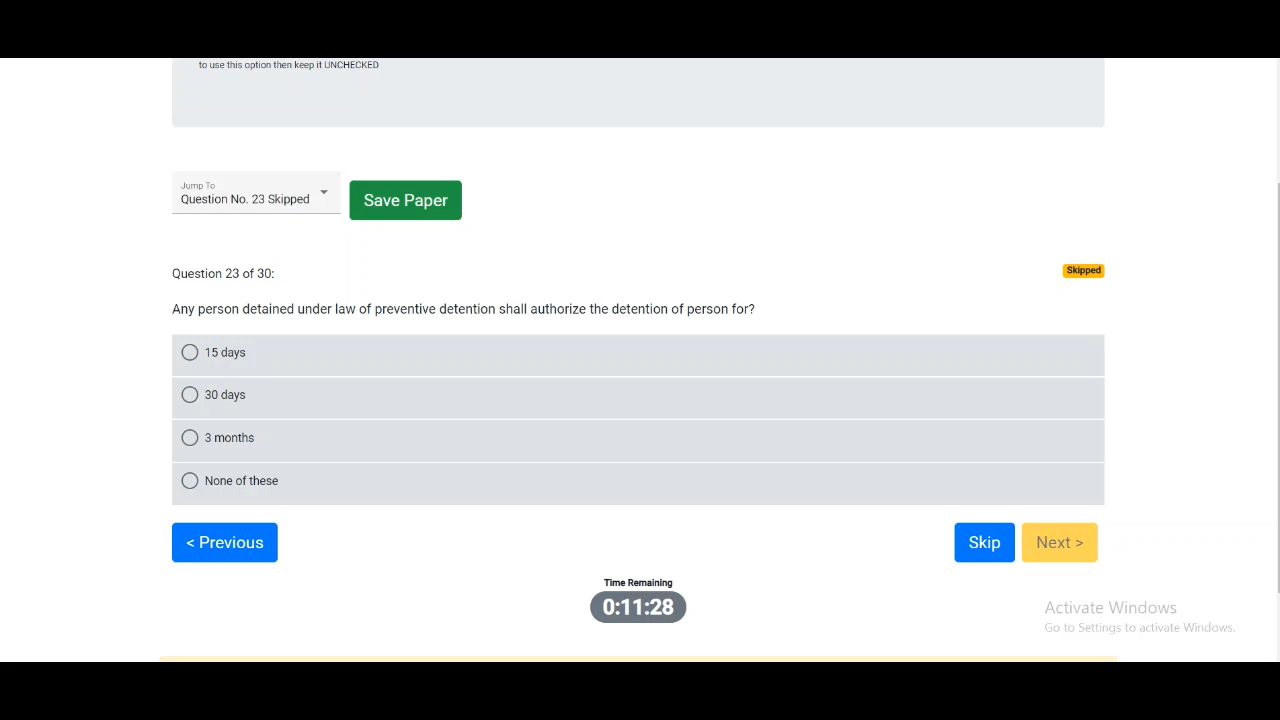 to use this option then keep it UNCHECKED
Jump To
Question No. 23 Skipped
Save Paper
Question 23 of 30:
Skipped
Any person detained under law of preventive detention shall authorize the detention of person for?
15 days
30 days
3 months
None of these
< Previous
Skip
Next >
Time Remaining
0:11:28
Activate Windows
Go to Settings to activate Windows.